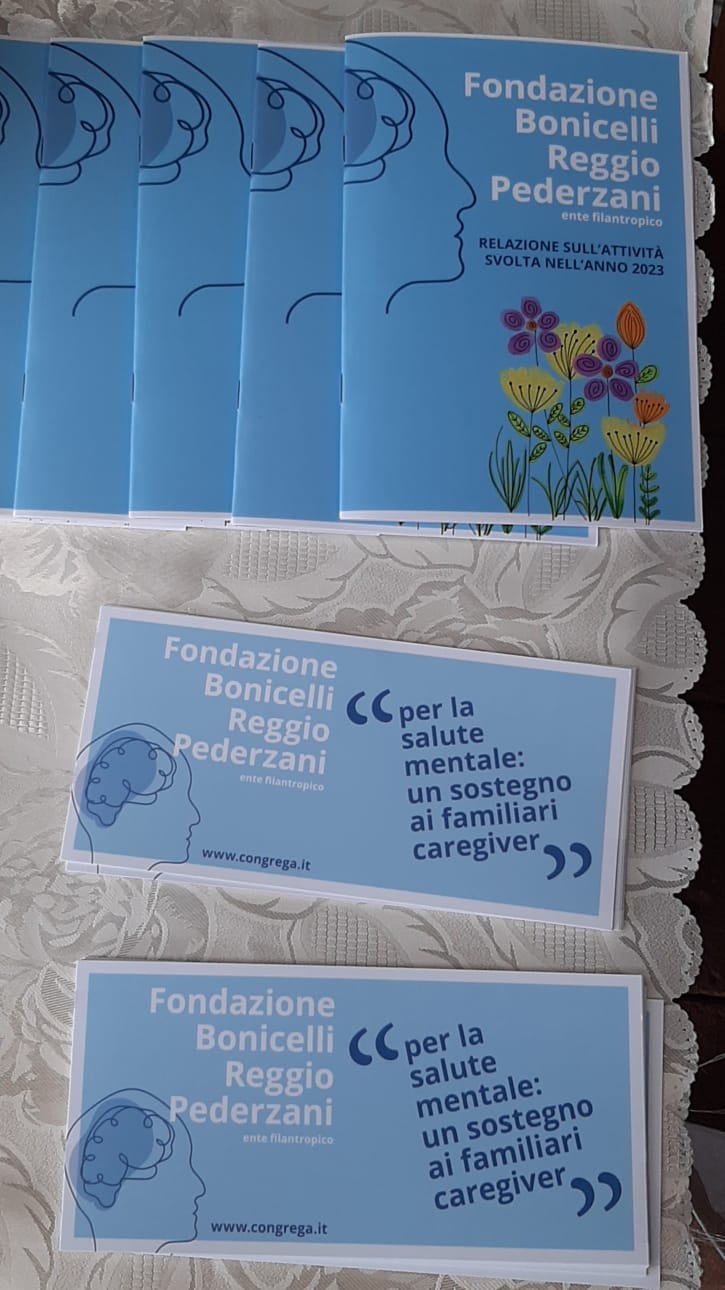 Fondazione
Bonicelli
Reggio
Pederzani
ente filantropico
RELAZIONE SULL'ATTIVITÀ
SVOLTA NELL'ANNO 2023
Fondazione
Bonicelli
Reggio
Pederzani
ente filantropico
“per la
salute
mentale:
un sostegno
ai familiari
caregiver”
www.congrega.it
Fondazione
Bonicelli
Reggio
Pederzani
ente filantropico
“per la
salute
mentale:
un sostegno
ai familiari
caregiver”
www.congrega.it